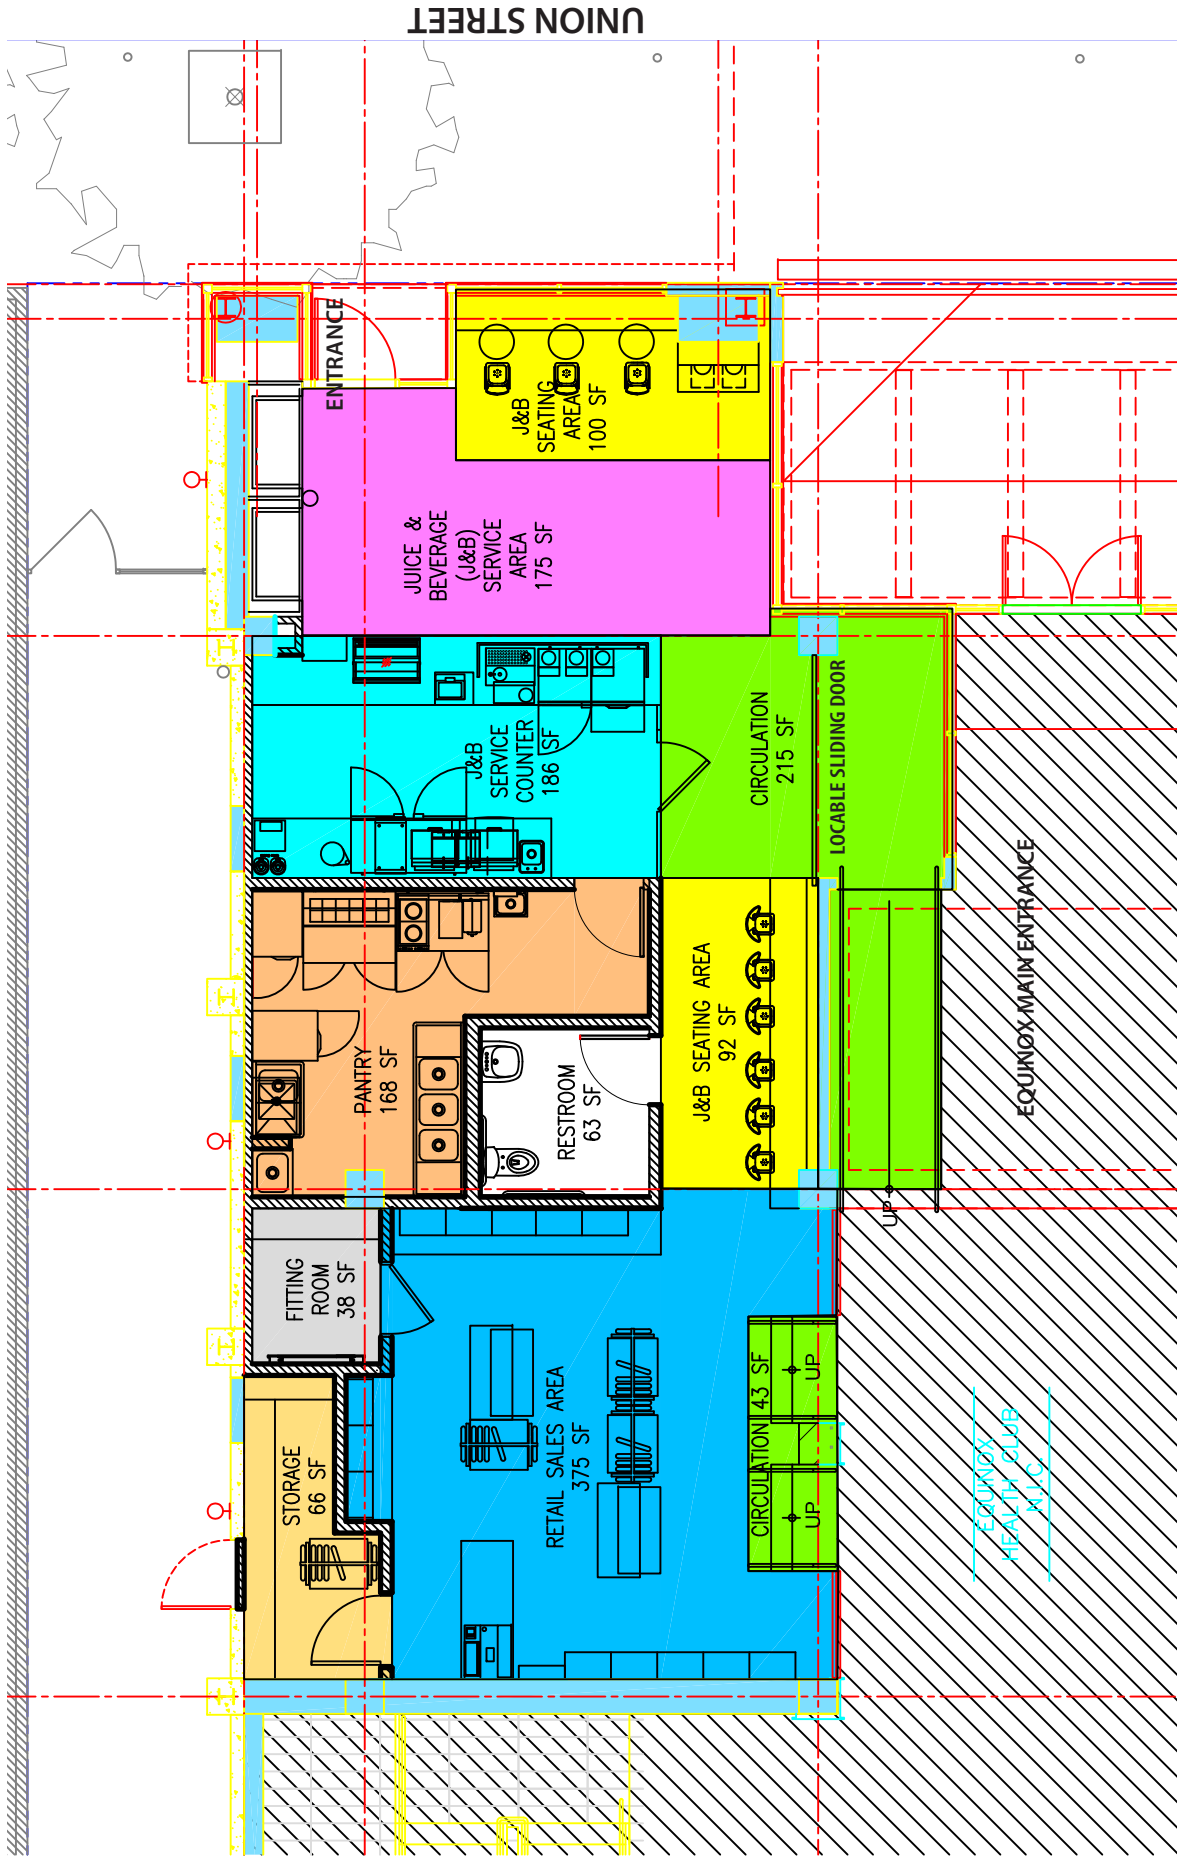 UNION STREET
ENTRANCE
J&B
SEATING
AREA
100 SF
JUICE &
BEVERAGE
(J&B)
SERVICE
AREA
175 SF
J&B
SERVICE
COUNTER
186 SF
CIRCULATION
215 SF
LOCABLE SLIDING DOOR
PANTRY
168 SF
RESTROOM
63 SF
J&B SEATING AREA
92 SF
EQUINOX MAIN ENTRANCE
UP
FITTING
ROOM
38 SF
STORAGE
66 SF
RETAIL SALES AREA
375 SF
CIRCULATION 43 SF
UP
UP
EQUINOX
HEALTH CLUB
N.I.C.